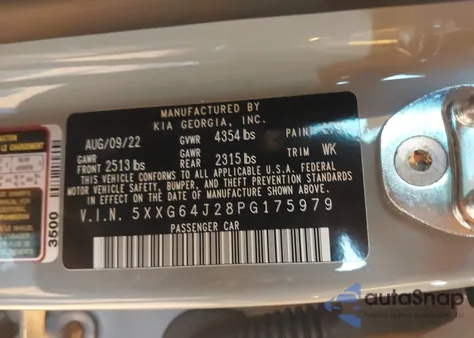 MANUFACTURED BY
KIA GEORGIA, INC.
AUG/09/22 GVWR 4354 lbs PAINT
GAWR FRONT 2513 lbs GAWR REAR 2315 lbs TRIM WK
THIS VEHICLE CONFORMS TO ALL APPLICABLE U.S. FEDERAL
MOTOR VEHICLE SAFETY, BUMPER, AND THEFT PREVENTION STANDARDS
IN EFFECT ON THE DATE OF MANUFACTURE SHOWN ABOVE.
V.I.N. 5XXG64J28PG175979
PASSENGER CAR
3500
autoSnap